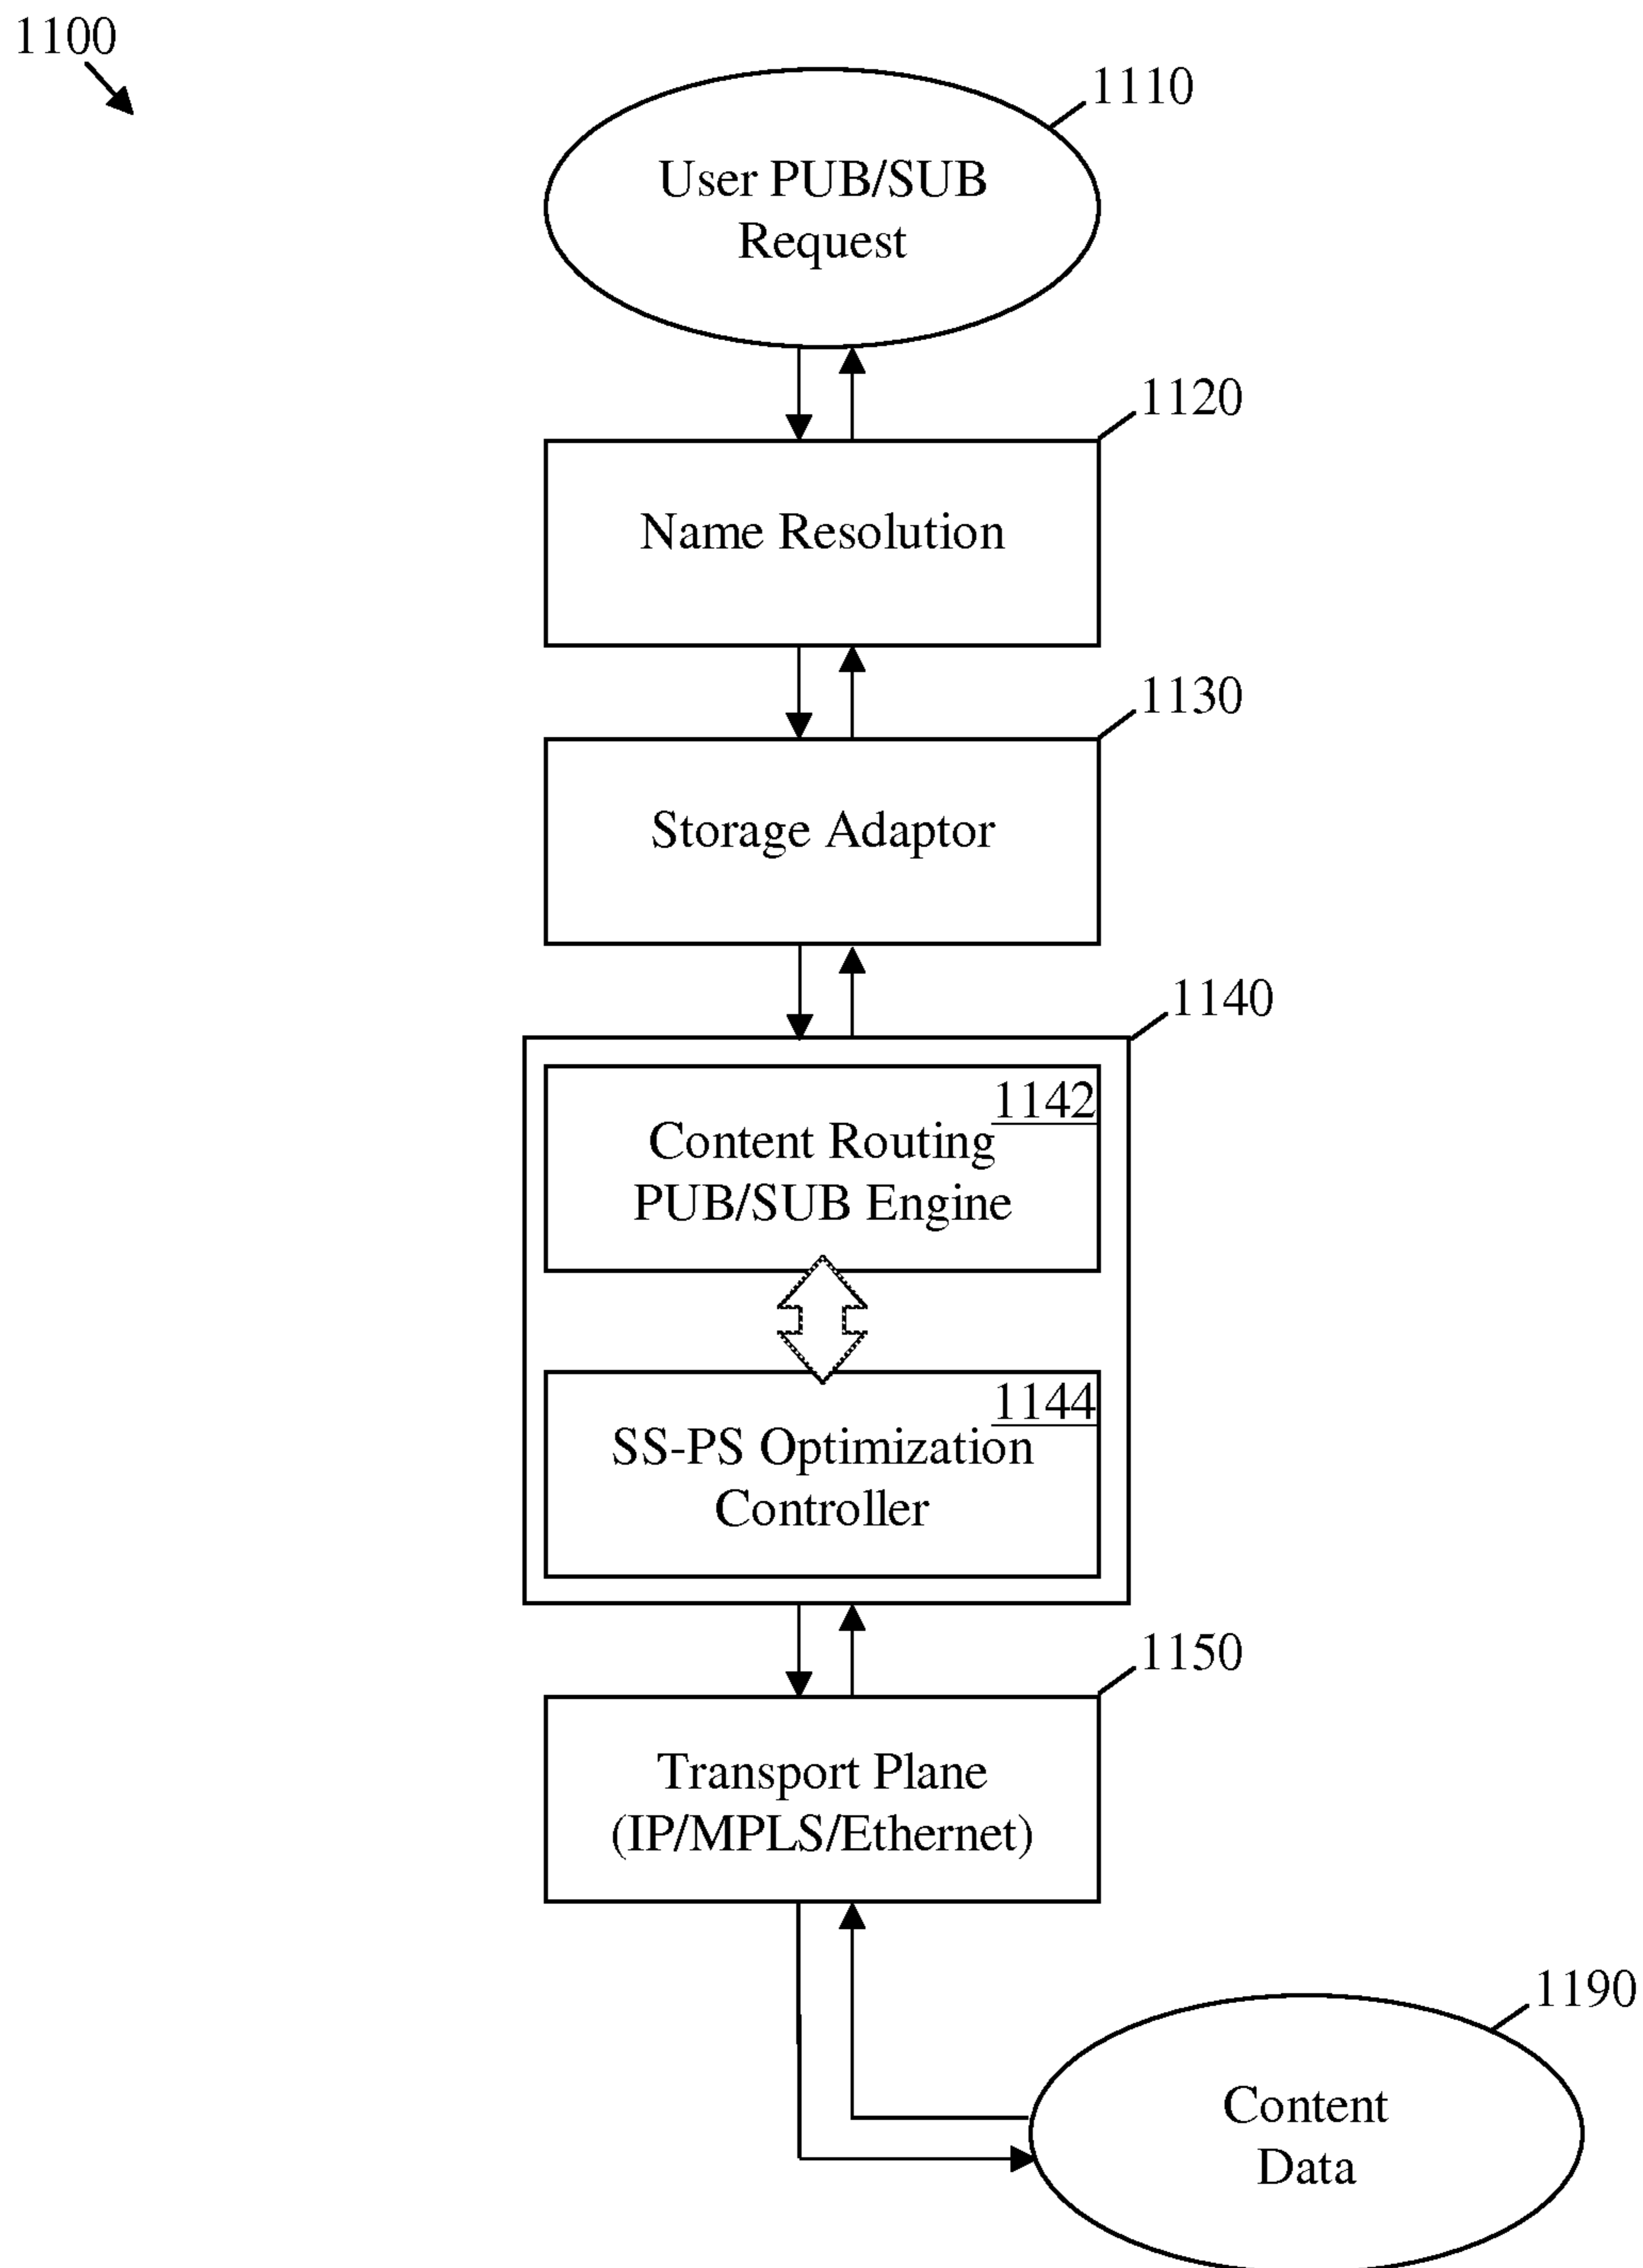 1100
1110
User PUB/SUB
Request
1120
Name Resolution
1130
Storage Adaptor
1140
1142
Content Routing
PUB/SUB Engine
1144
SS-PS Optimization
Controller
1150
Transport Plane
(IP/MPLS/Ethernet)
1190
Content
Data